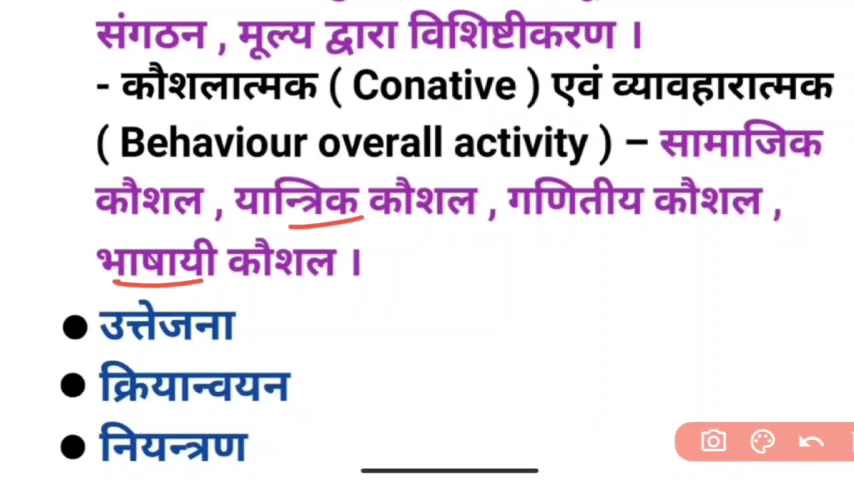 संगठन , मूल्य द्वारा विशिष्टीकरण ।
- कौशलात्मक ( Conative ) एवं व्यावहारात्मक
( Behaviour overall activity ) – सामाजिक
कौशल , यान्त्रिक कौशल , गणितीय कौशल ,
भाषायी कौशल ।
● उत्तेजना
● क्रियान्वयन
● नियन्त्रण